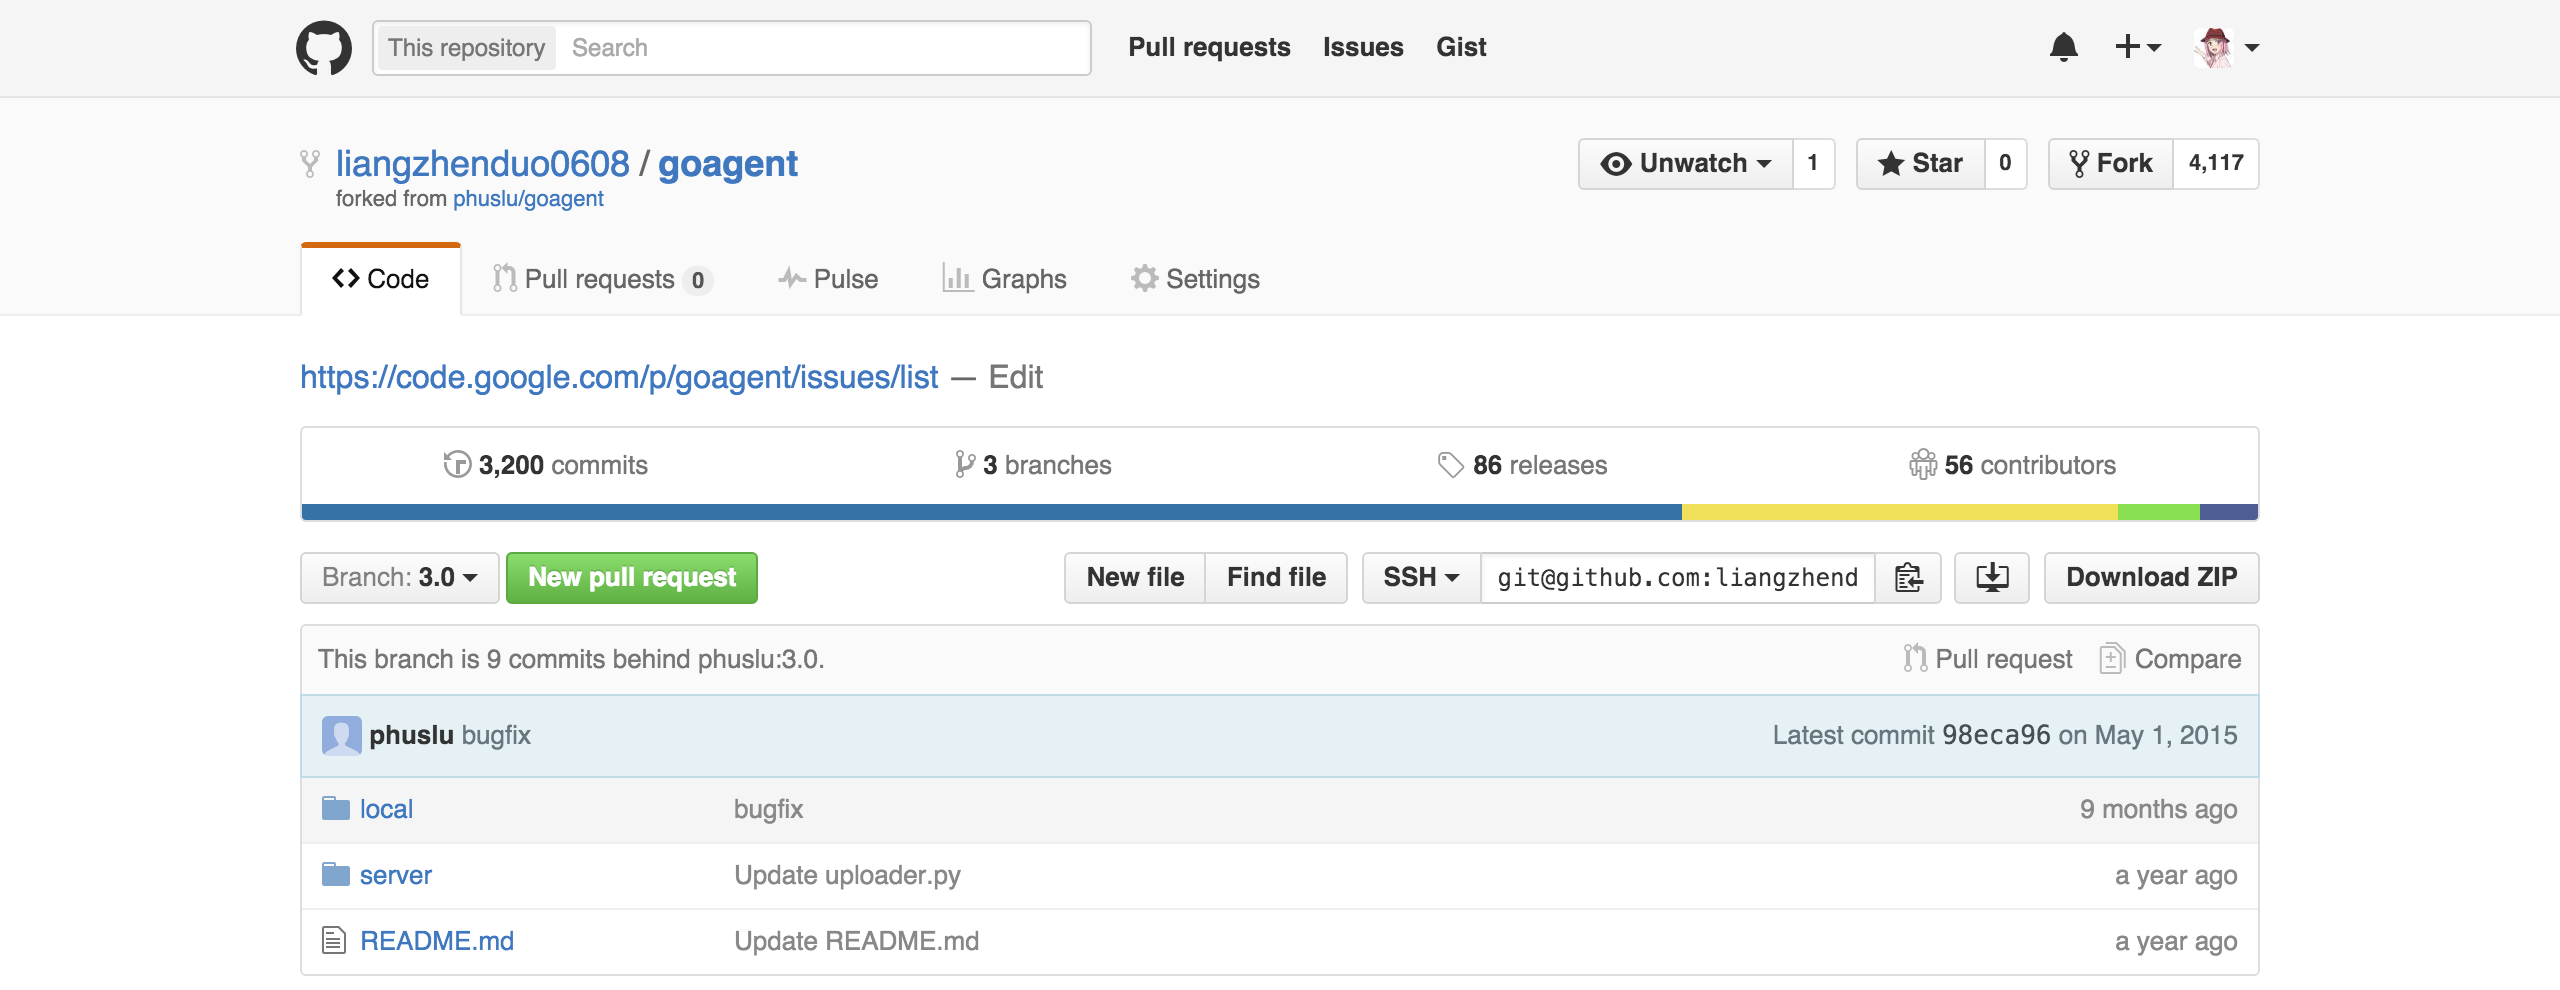 This repository Search Pull requests Issues Gist
liangzhenduo0608 / goagent Unwatch 1 Star 0 Fork 4,117
forked from phuslu/goagent
Code Pull requests 0 Pulse Graphs Settings
https://code.google.com/p/goagent/issues/list — Edit
3,200 commits 3 branches 86 releases 56 contributors
Branch: 3.0 New pull request New file Find file SSH git@github.com:liangzhend Download ZIP
This branch is 9 commits behind phuslu:3.0. Pull request Compare
phuslu bugfix Latest commit 98eca96 on May 1, 2015
local bugfix 9 months ago
server Update uploader.py a year ago
README.md Update README.md a year ago